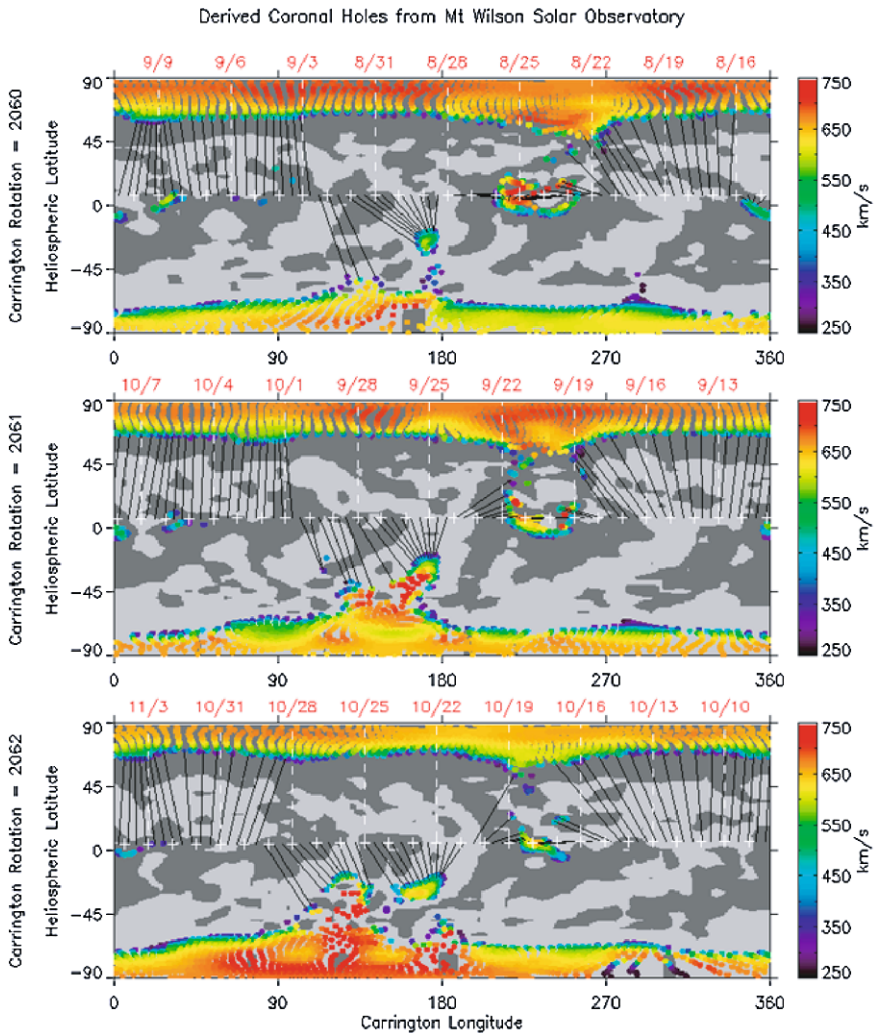 Derived Coronal Holes from Mt Wilson Solar Observatory
9/9 9/6 9/3 8/31 8/28 8/25 8/22 8/19 8/16
Carrington Rotation = 2060
Heliospheric Latitude
90
45
0
−45
−90
0 90 180 270 360
750
650
550
450
350
250
km/s
10/7 10/4 10/1 9/28 9/25 9/22 9/19 9/16 9/13
Carrington Rotation = 2061
Heliospheric Latitude
90
45
0
−45
−90
0 90 180 270 360
750
650
550
450
350
250
km/s
11/3 10/31 10/28 10/25 10/22 10/19 10/16 10/13 10/10
Carrington Rotation = 2062
Heliospheric Latitude
90
45
0
−45
−90
0 90 180 270 360
Carrington Longitude
750
650
550
450
350
250
km/s